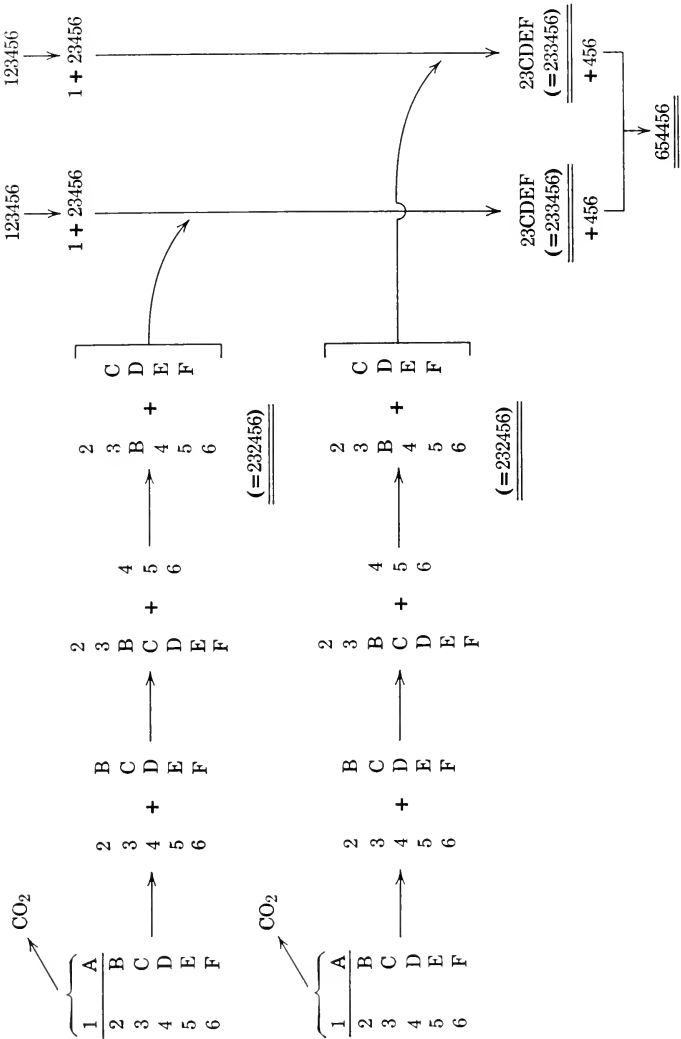 CO₂
1 A
2 B
3 C
4 D
5 E
6 F
2 B
3 C
4 + D
5 E
6 F
2
3
B 4
C + 5
D 6
E
F
2
3 C
B + D
4 E
5 F
6
(=232456)
CO₂
1 A
2 B
3 C
4 D
5 E
6 F
2 B
3 C
4 + D
5 E
6 F
2
3
B 4
C + 5
D 6
E
F
2
3 C
B + D
4 E
5 F
6
(=232456)
123456
1 + 23456
23CDEF
(=233456)
+456
123456
1 + 23456
23CDEF
(=233456)
+456
654456